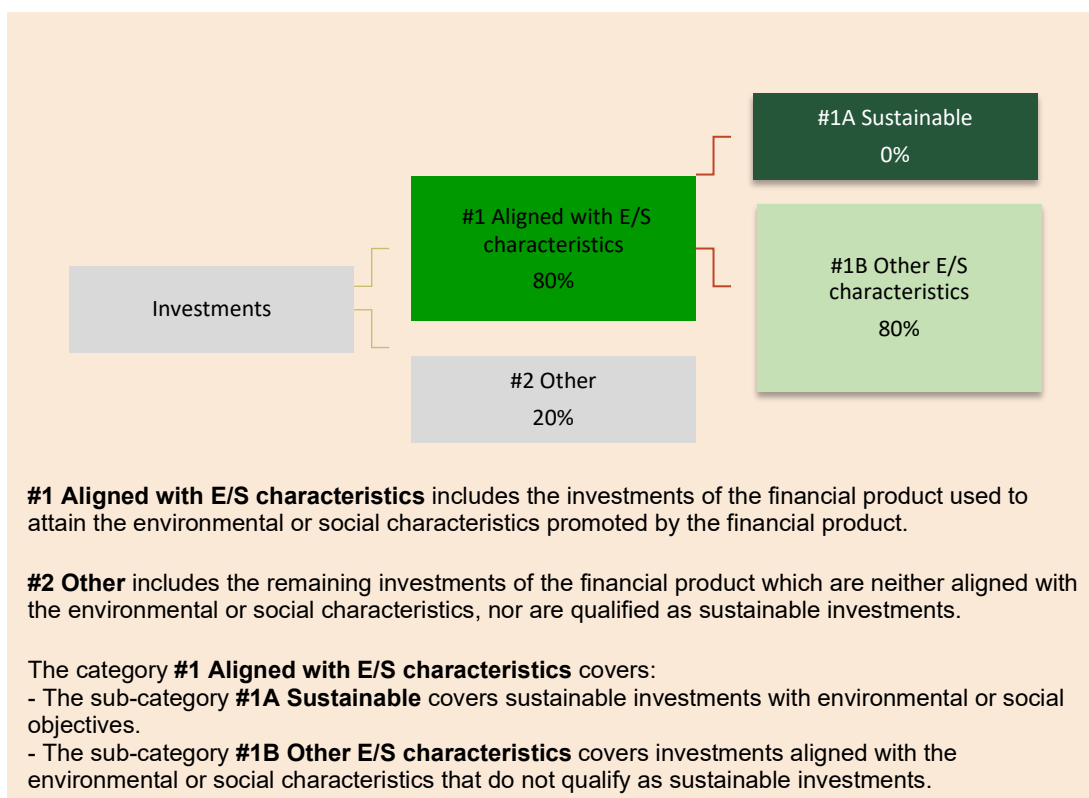 #1A Sustainable
0%
#1 Aligned with E/S
characteristics
80%
#1B Other E/S
characteristics
80%
Investments
#2 Other
20%
#1 Aligned with E/S characteristics includes the investments of the financial product used to
attain the environmental or social characteristics promoted by the financial product.
#2 Other includes the remaining investments of the financial product which are neither aligned with
the environmental or social characteristics, nor are qualified as sustainable investments.
The category #1 Aligned with E/S characteristics covers:
- The sub-category #1A Sustainable covers sustainable investments with environmental or social
objectives.
- The sub-category #1B Other E/S characteristics covers investments aligned with the
environmental or social characteristics that do not qualify as sustainable investments.